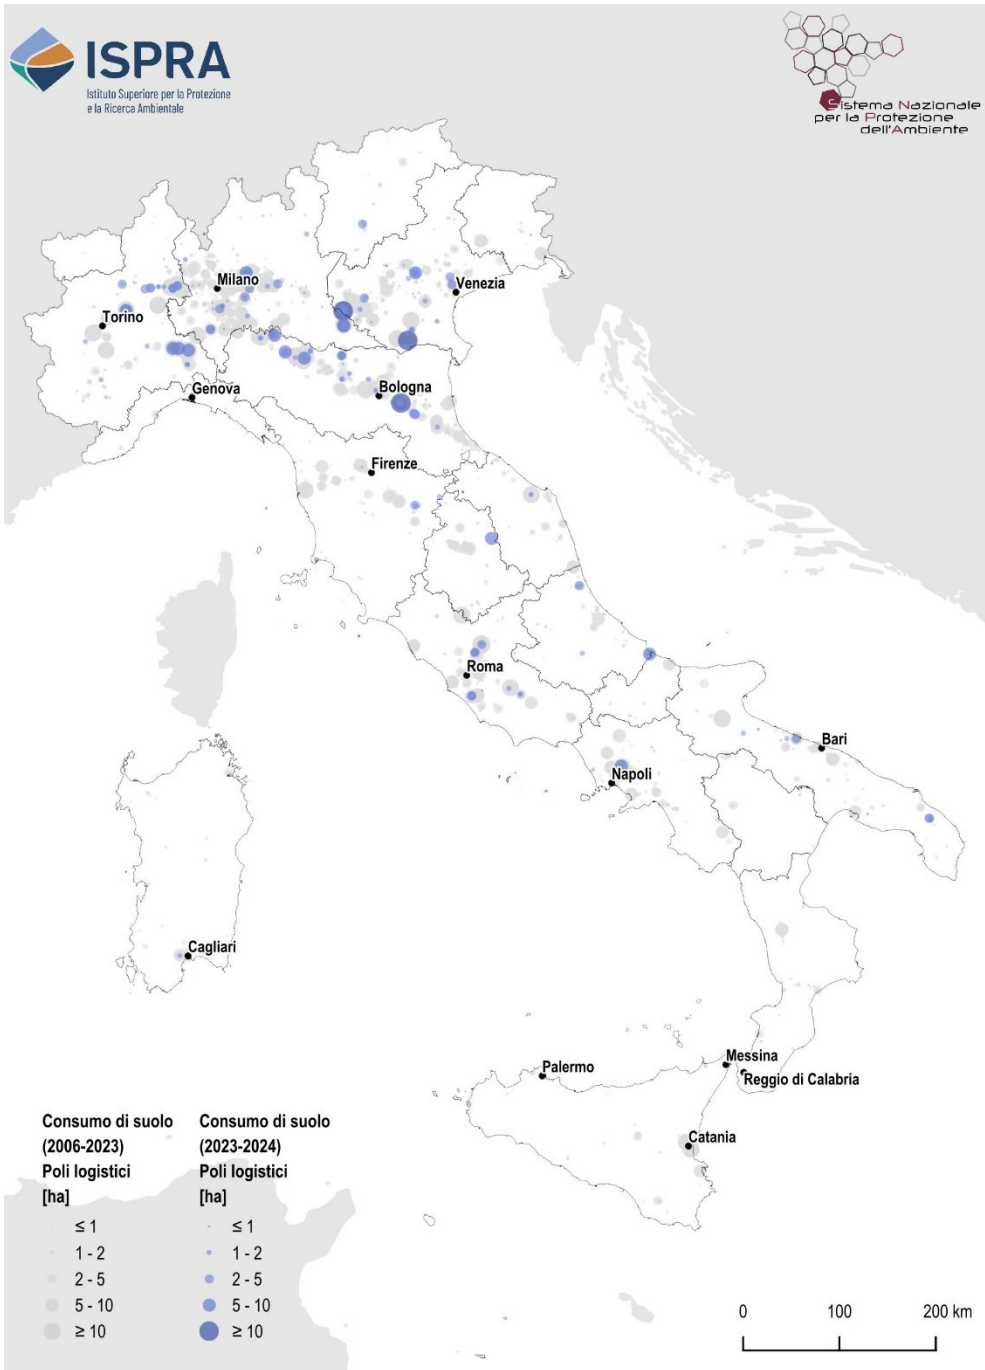 ISPRA
Istituto Superiore per la Protezione
e la Ricerca Ambientale
Sistema Nazionale
per la Protezione
dell'Ambiente
Milano
Venezia
Torino
Genova
Bologna
Firenze
Roma
Bari
Napoli
Cagliari
Messina
Palermo
Reggio di Calabria
Catania
Consumo di suolo
(2006-2023)
Poli logistici
[ha]
≤ 1
1 - 2
2 - 5
5 - 10
≥ 10
Consumo di suolo
(2023-2024)
Poli logistici
[ha]
≤ 1
1 - 2
2 - 5
5 - 10
≥ 10
0 100 200 km